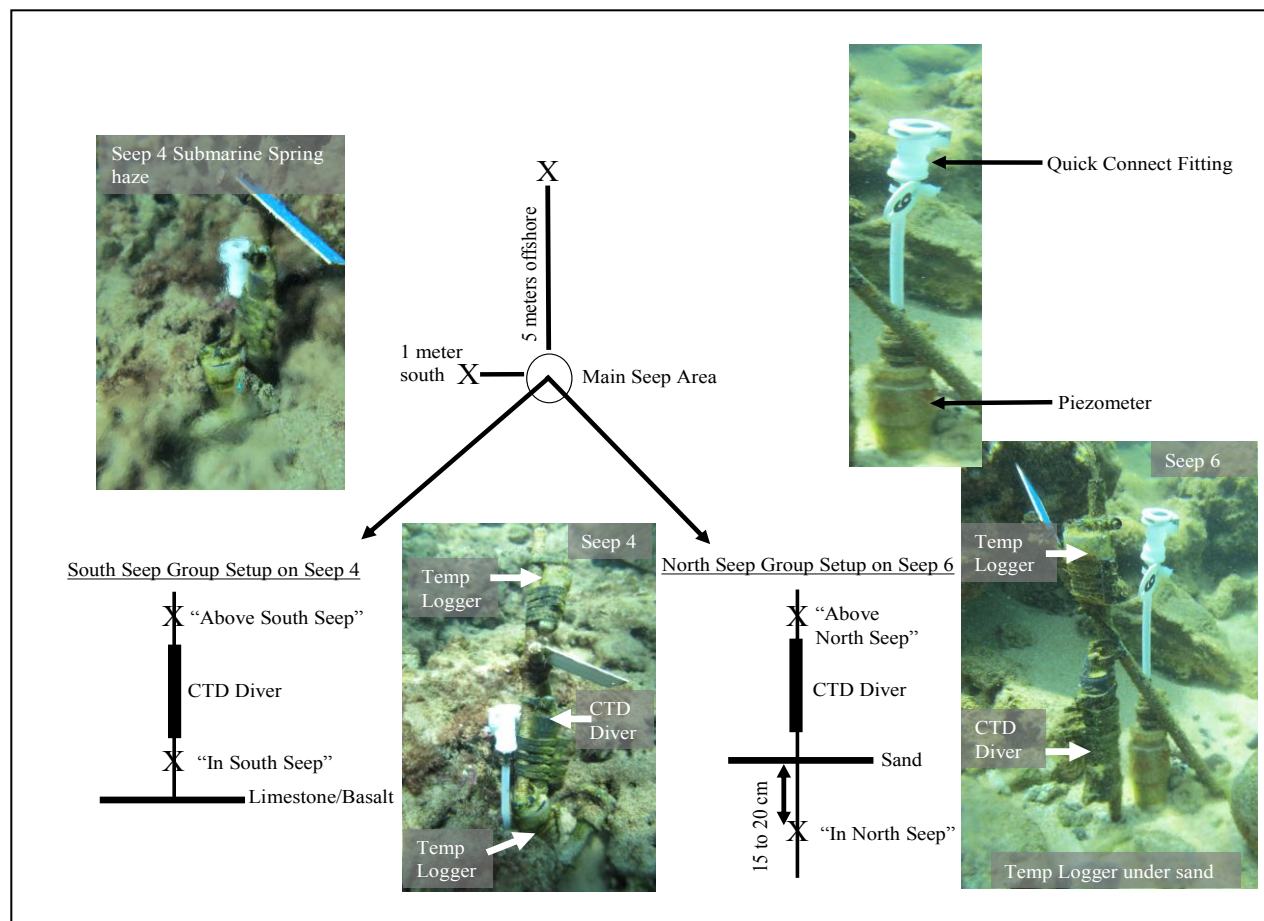 Seep 4 Submarine Spring
haze
X
5 meters offshore
1 meter
south
X
Main Seep Area
Quick Connect Fitting
6
Piezometer
South Seep Group Setup on Seep 4
X
“Above South Seep”
CTD Diver
X
“In South Seep”
Limestone/Basalt
Seep 4
Temp
Logger
CTD
Diver
Temp
Logger
North Seep Group Setup on Seep 6
X
“Above
North Seep”
CTD Diver
Sand
15 to 20 cm
X
“In North Seep”
Seep 6
Temp
Logger
6
CTD
Diver
Temp Logger under sand